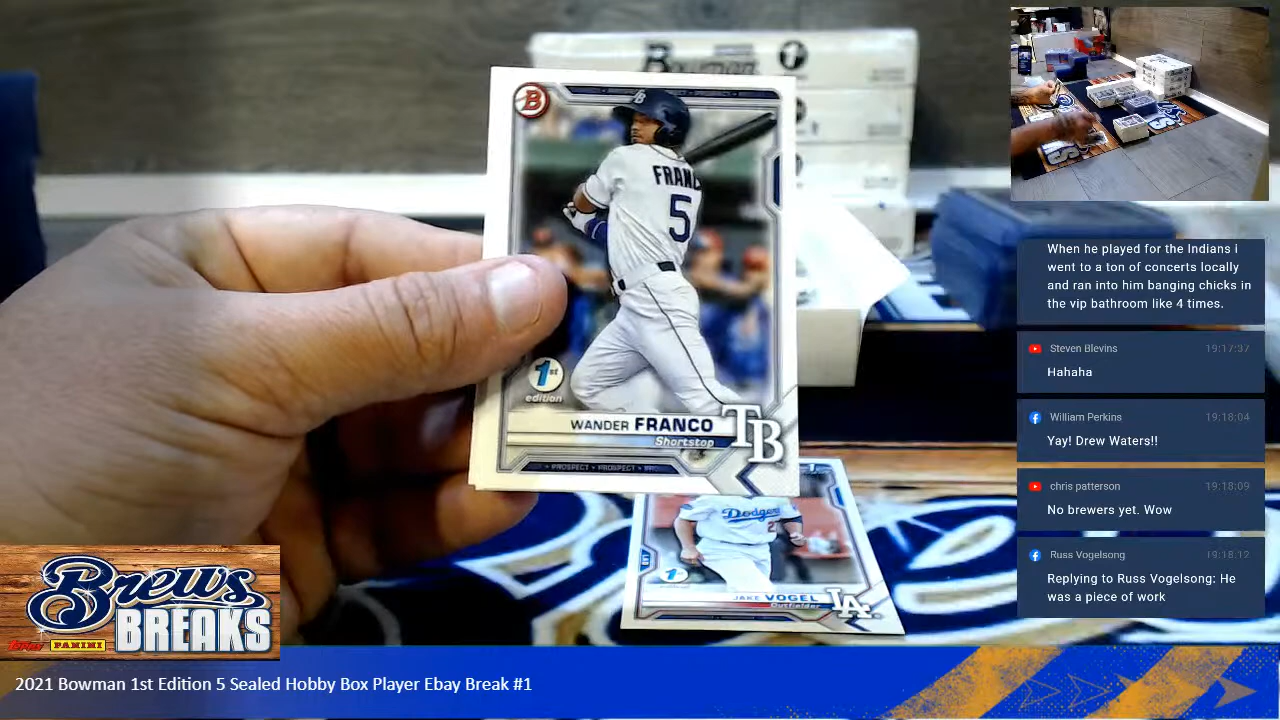 Bowman
1
B
TB
FRANC
5
1st
edition
WANDER FRANCO
Shortstop
TB
PROSPECT • PROSPECT •
Dodgers
1st
JAKE VOGEL
Outfielder
LA
When he played for the Indians i
went to a ton of concerts locally
and ran into him banging chicks in
the vip bathroom like 4 times.
Steven Blevins 19:17:37
Hahaha
William Perkins 19:18:04
Yay! Drew Waters!!
chris patterson 19:18:09
No brewers yet. Wow
Russ Vogelsong 19:18:12
Replying to Russ Vogelsong: He
was a piece of work
Brews
BREAKS
Topps PANINI
2021 Bowman 1st Edition 5 Sealed Hobby Box Player Ebay Break #1